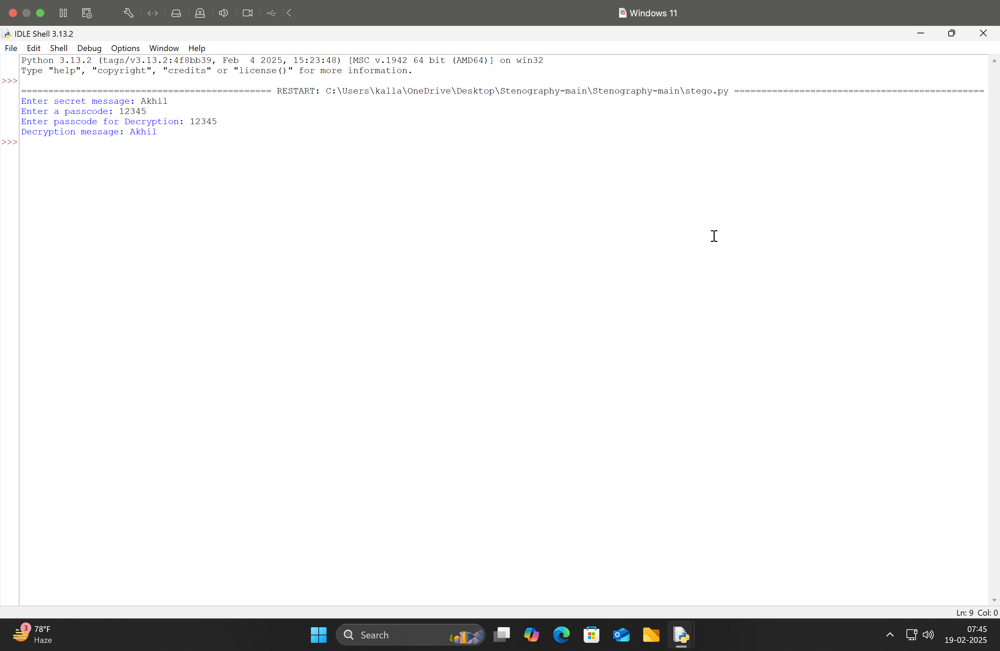 Windows 11
IDLE Shell 3.13.2
File Edit Shell Debug Options Window Help
Python 3.13.2 (tags/v3.13.2:4f8bb39, Feb  4 2025, 15:23:48) [MSC v.1942 64 bit (AMD64)] on win32
Type "help", "copyright", "credits" or "license()" for more information.
>>>
============================================== RESTART: C:\Users\kalla\OneDrive\Desktop\Stenography-main\Stenography-main\stego.py ==============================================
Enter secret message: Akhil
Enter a passcode: 12345
Enter passcode for Decryption: 12345
Decryption message: Akhil
>>>
Ln: 9 Col: 0
3
78°F
Haze
Search
07:45
19-02-2025